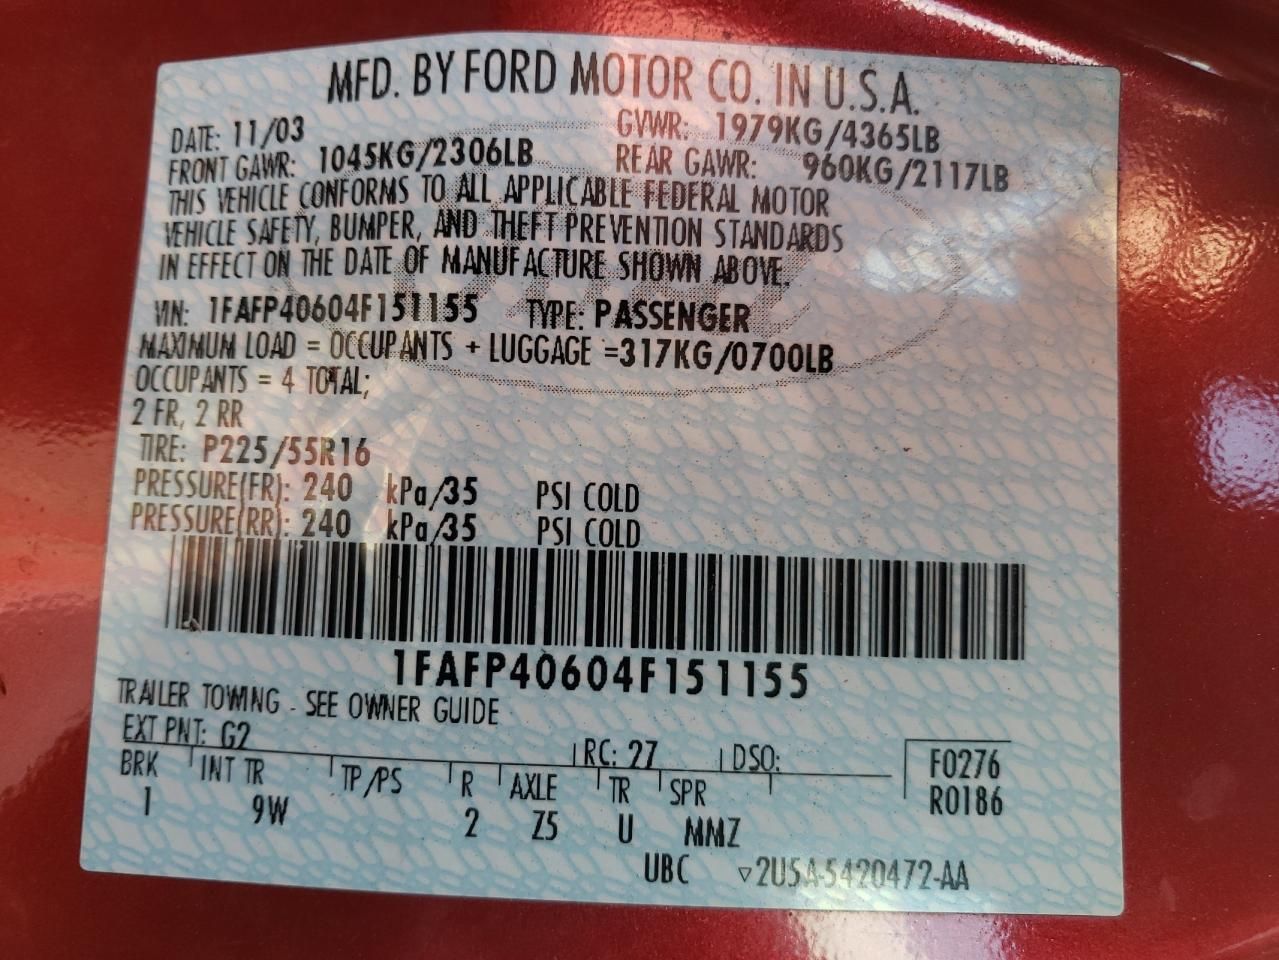 MFD. BY FORD MOTOR CO. IN U.S.A.
DATE: 11/03 GVWR: 1979KG/4365LB
FRONT GAWR: 1045KG/2306LB REAR GAWR: 960KG/2117LB
THIS VEHICLE CONFORMS TO ALL APPLICABLE FEDERAL MOTOR
VEHICLE SAFETY, BUMPER, AND THEFT PREVENTION STANDARDS
IN EFFECT ON THE DATE OF MANUFACTURE SHOWN ABOVE.
VIN: 1FAFP40604F151155 TYPE: PASSENGER
MAXIMUM LOAD = OCCUPANTS + LUGGAGE =317KG/0700LB
OCCUPANTS = 4 TOTAL;
2 FR, 2 RR
TIRE: P225/55R16
PRESSURE(FR): 240 kPa/35 PSI COLD
PRESSURE(RR): 240 kPa/35 PSI COLD
1FAFP40604F151155
TRAILER TOWING - SEE OWNER GUIDE
EXT PNT: G2 RC: 27 DSO: F0276
BRK INT TR TP/PS R AXLE TR SPR R0186
1 9W 2 Z5 U MMZ
UBC ▽2U5A-5420472-AA